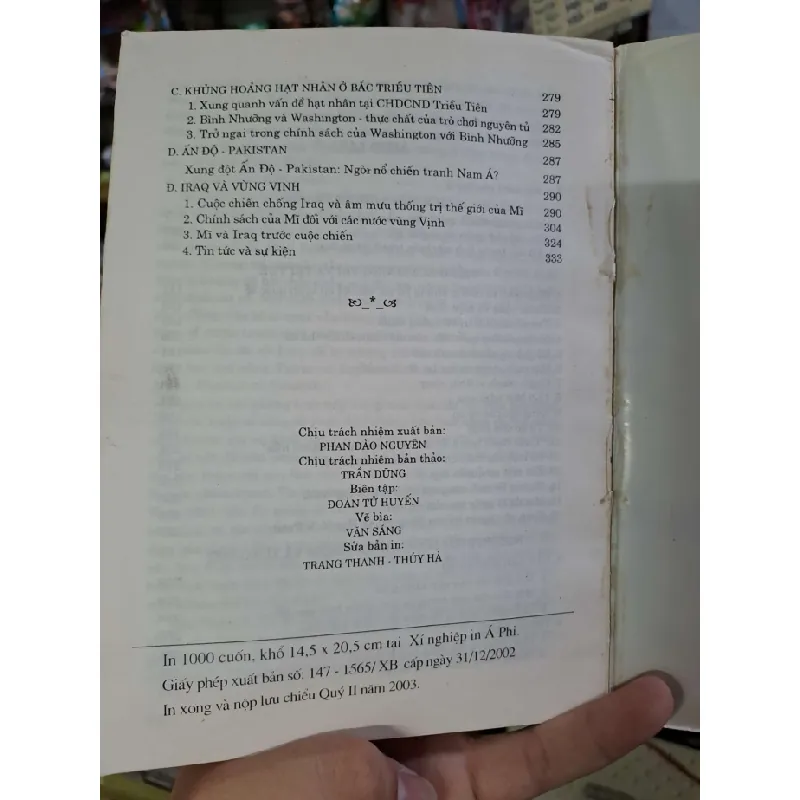 C. KHỦNG HOẢNG HẠT NHÂN Ở BẮC TRIỀU TIÊN 279
1. Xung quanh vấn đề hạt nhân tại CHDCND Triều Tiên 279
2. Bình Nhưỡng và Washington - thực chất của trò chơi nguyên tử 282
3. Trở ngại trong chính sách của Washington với Bình Nhưỡng 285
D. ẤN ĐỘ - PAKISTAN 287
Xung đột Ấn Độ - Pakistan: Ngòi nổ chiến tranh Nam Á? 287
Đ. IRAQ VÀ VÙNG VỊNH 290
1. Cuộc chiến chống Iraq và âm mưu thống trị thế giới của Mĩ 290
2. Chính sách của Mĩ đối với các nước vùng Vịnh 304
3. Mĩ và Iraq trước cuộc chiến 324
4. Tin tức và sự kiện 333
_*_
Chịu trách nhiệm xuất bản:
PHAN ĐÀO NGUYÊN
Chịu trách nhiệm bản thảo:
TRẦN DŨNG
Biên tập:
ĐOÀN TỬ HUYẾN
Vẽ bìa:
VĂN SÁNG
Sửa bản in:
TRANG THANH - THÚY HÀ
In 1000 cuốn, khổ 14,5 x 20,5 cm tại Xí nghiệp in Á Phi.
Giấy phép xuất bản số. 147 - 1565/ XB cấp ngày 31/12/2002
In xong và nộp lưu chiểu Quý II năm 2003.